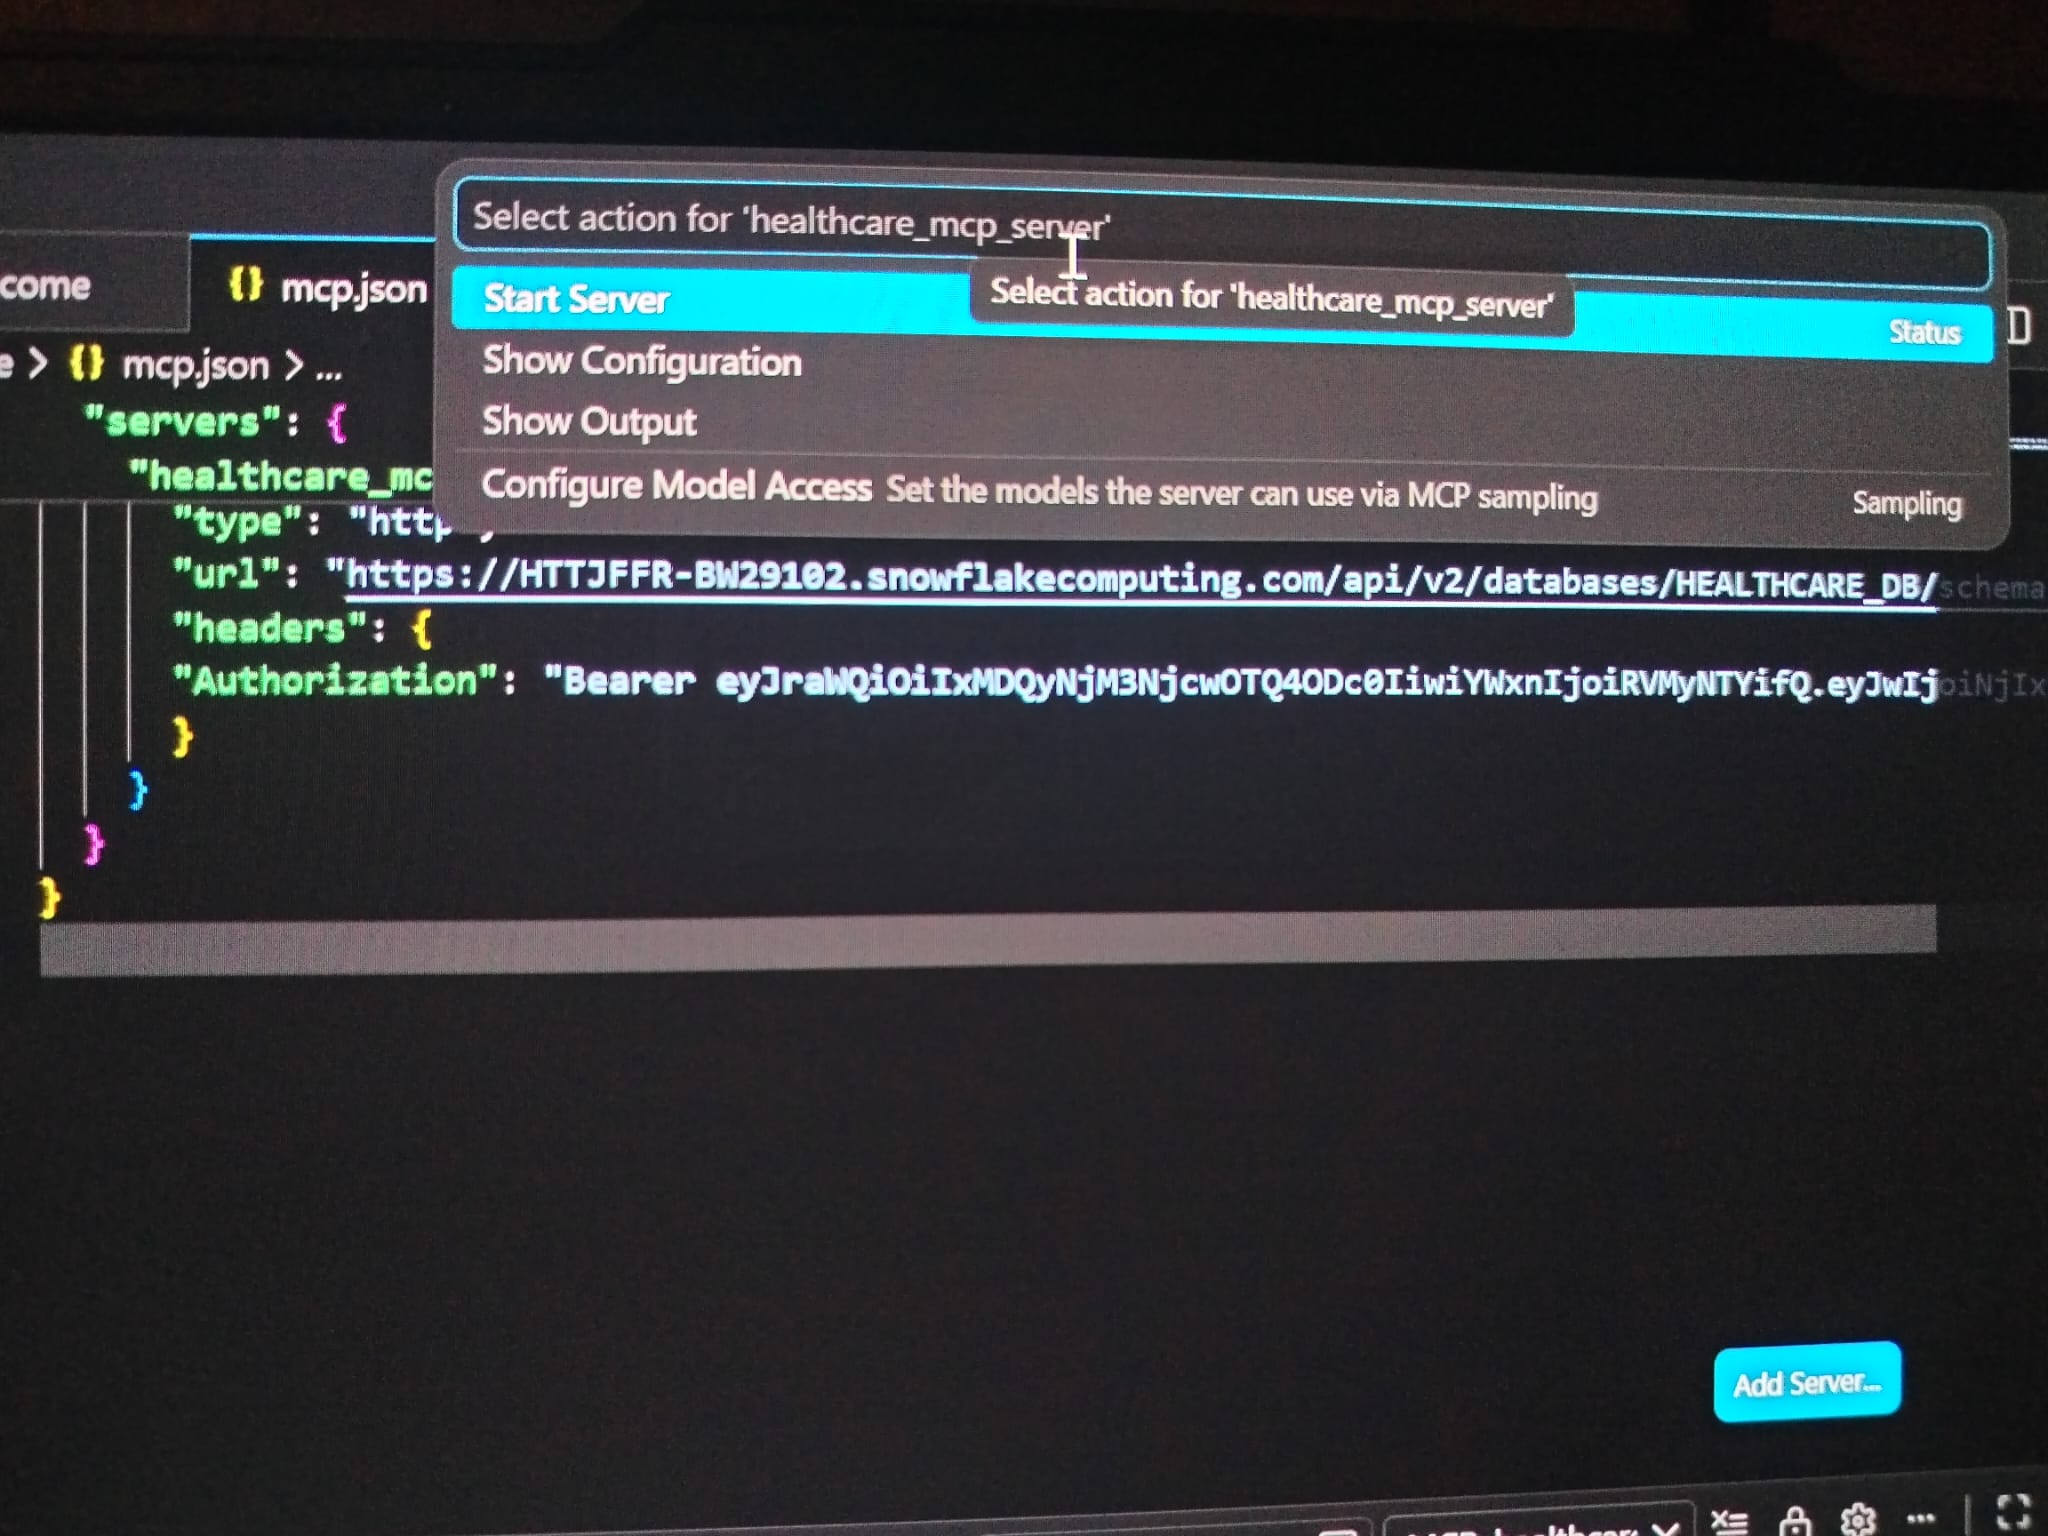 Select action for 'healthcare_mcp_server'
Start Server
Select action for 'healthcare_mcp_server'
Status
Show Configuration
Show Output
Configure Model Access Set the models the server can use via MCP sampling
Sampling
come
{} mcp.json
> {} mcp.json > ...
"servers": {
"healthcare_mc
"type": "http
"url": "https://HTTJFFR-BW29102.snowflakecomputing.com/api/v2/databases/HEALTHCARE_DB/schema
"headers": {
"Authorization": "Bearer eyJraWQiOiIxMDQyNjM3NjcwOTQ4ODc0IiwiYWxnIjoiRVMyNTYifQ.eyJwIjoiNjIx
}
}
}
}
Add Server...